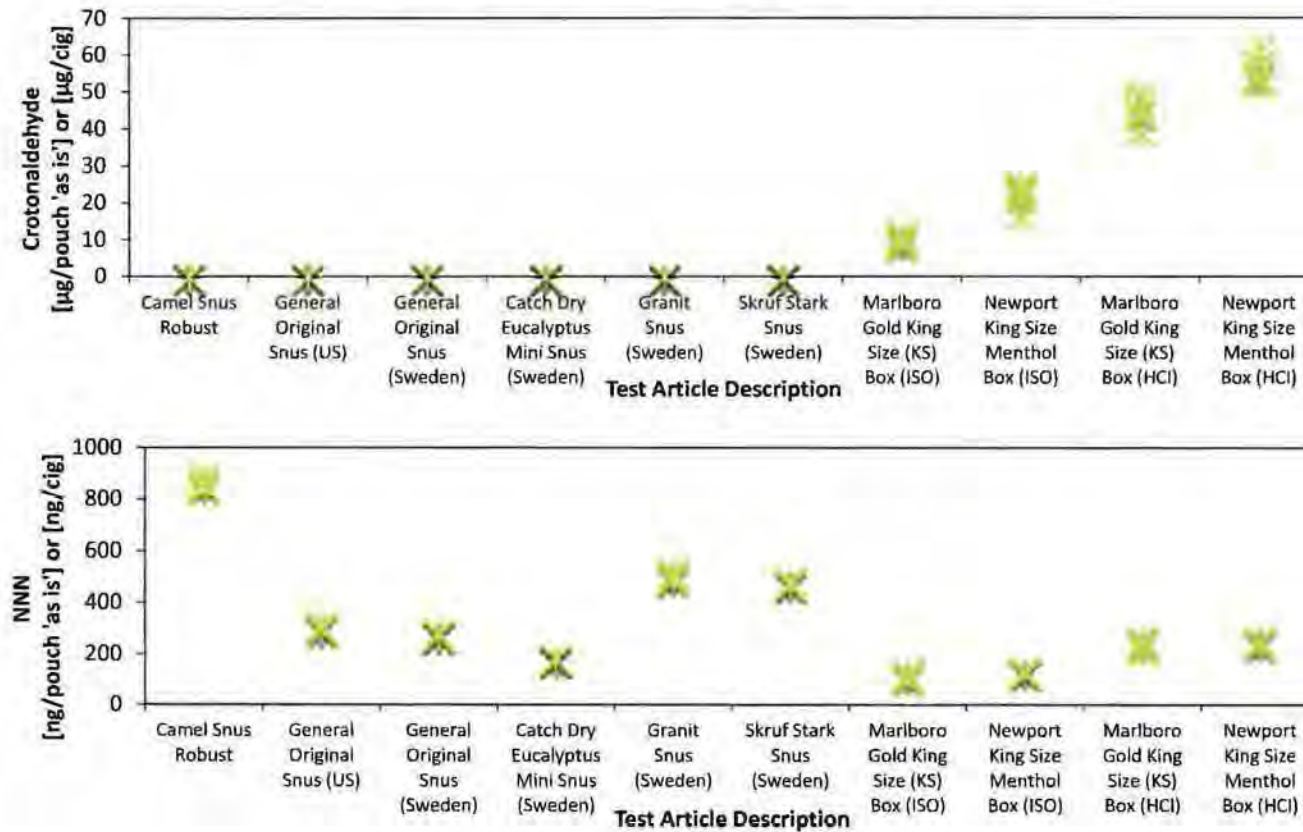 Crotonaldehyde
[µg/pouch 'as is'] or [µg/cig]
70
60
50
40
30
20
10
0
Camel Snus
Robust
General
Original
Snus (US)
General
Original
Snus
(Sweden)
Catch Dry
Eucalyptus
Mini Snus
(Sweden)
Granit
Snus
(Sweden)
Skruf Stark
Snus
(Sweden)
Marlboro
Gold King
Size (KS)
Box (ISO)
Newport
King Size
Menthol
Box (ISO)
Marlboro
Gold King
Size (KS)
Box (HCI)
Newport
King Size
Menthol
Box (HCI)
Test Article Description
NNN
[ng/pouch 'as is'] or [ng/cig]
1000
800
600
400
200
0
Camel Snus
Robust
General
Original
Snus (US)
General
Original
Snus
(Sweden)
Catch Dry
Eucalyptus
Mini Snus
(Sweden)
Granit
Snus
(Sweden)
Skruf Stark
Snus
(Sweden)
Marlboro
Gold King
Size (KS)
Box (ISO)
Newport
King Size
Menthol
Box (ISO)
Marlboro
Gold King
Size (KS)
Box (HCI)
Newport
King Size
Menthol
Box (HCI)
Test Article Description